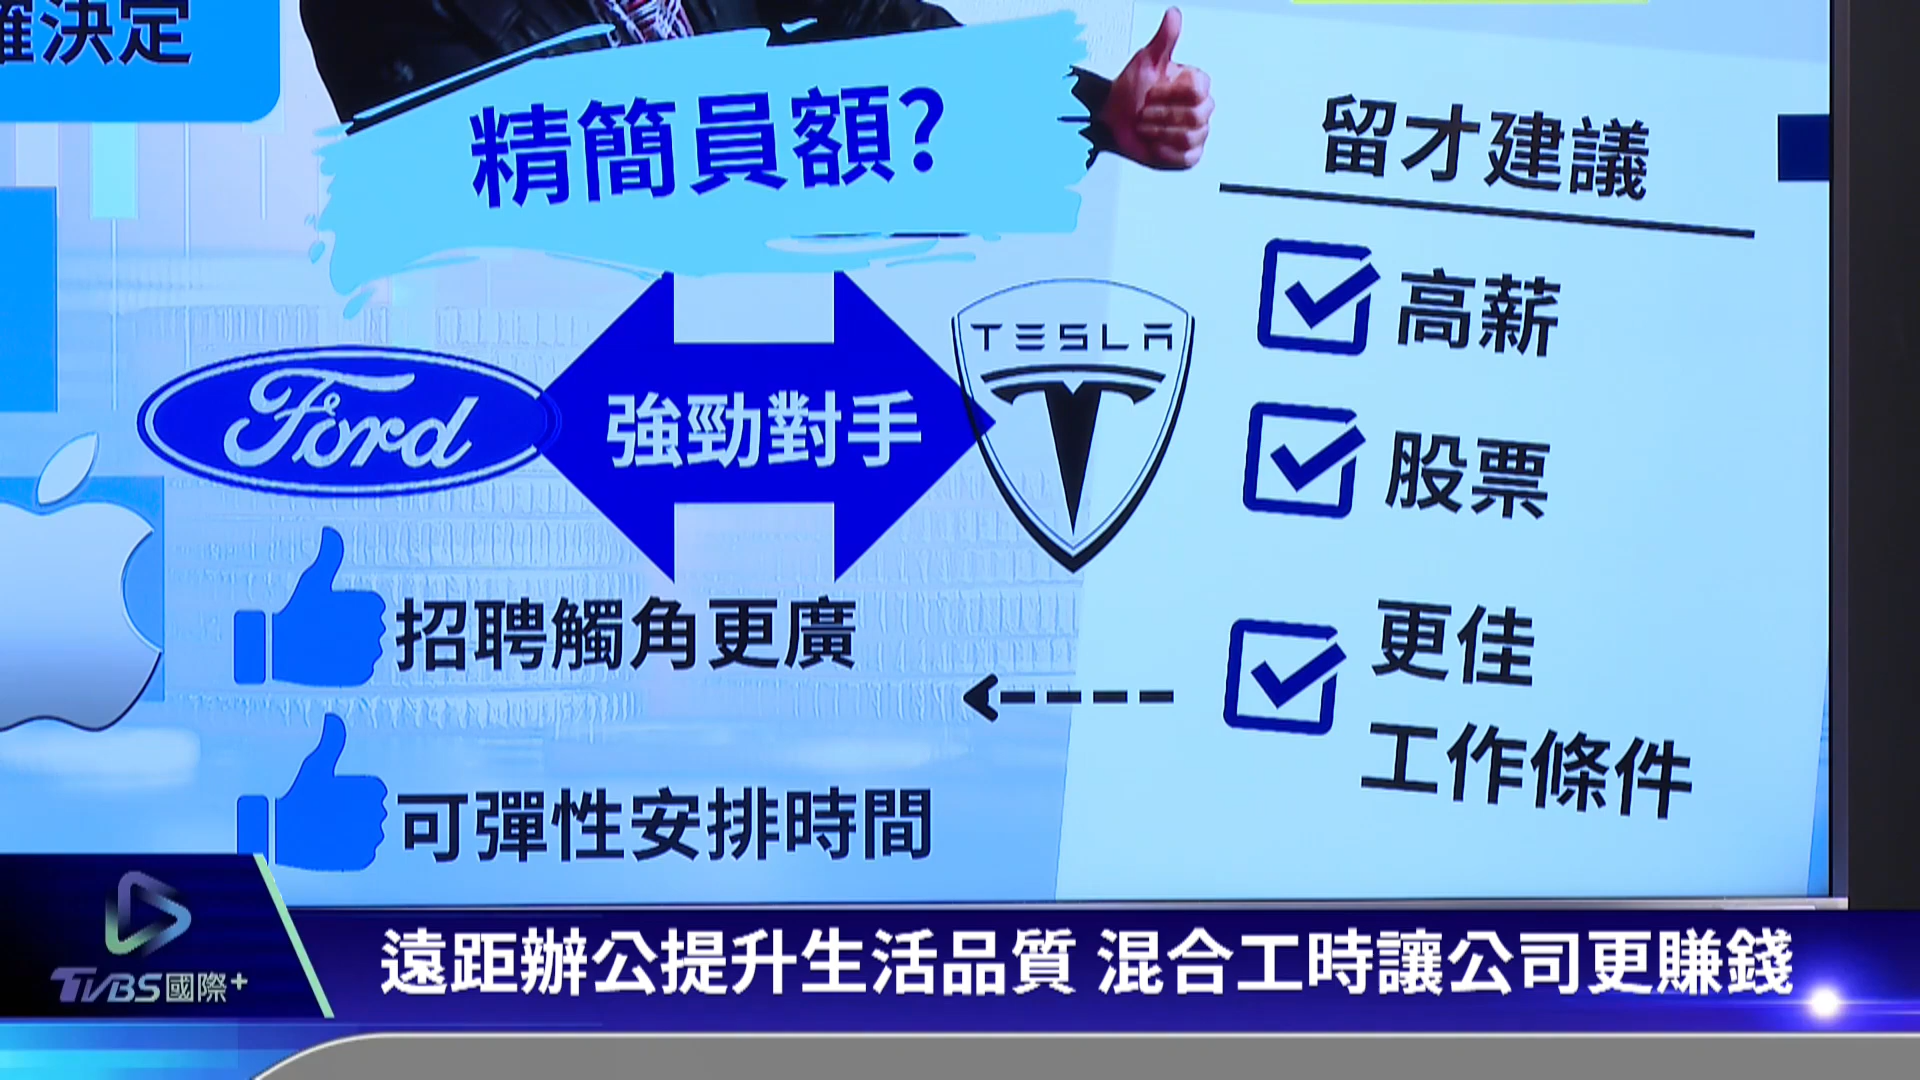 確決定
精簡員額?
留才建議
高薪
Ford
強勁對手
TESLA
股票
招聘觸角更廣
更佳
工作條件
可彈性安排時間
遠距辦公提升生活品質 混合工時讓公司更賺錢
TVBS國際+